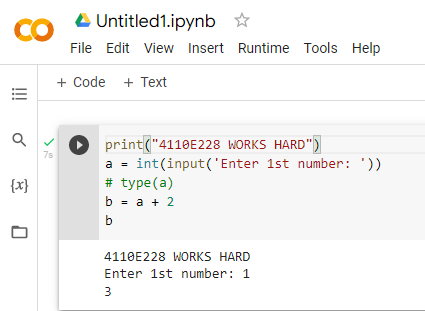 Untitled1.ipynb
File Edit View Insert Runtime Tools Help
+ Code + Text
{x}
7s
print("4110E228 WORKS HARD")
a = int(input('Enter 1st number: '))
# type(a)
b = a + 2
b
4110E228 WORKS HARD
Enter 1st number: 1
3